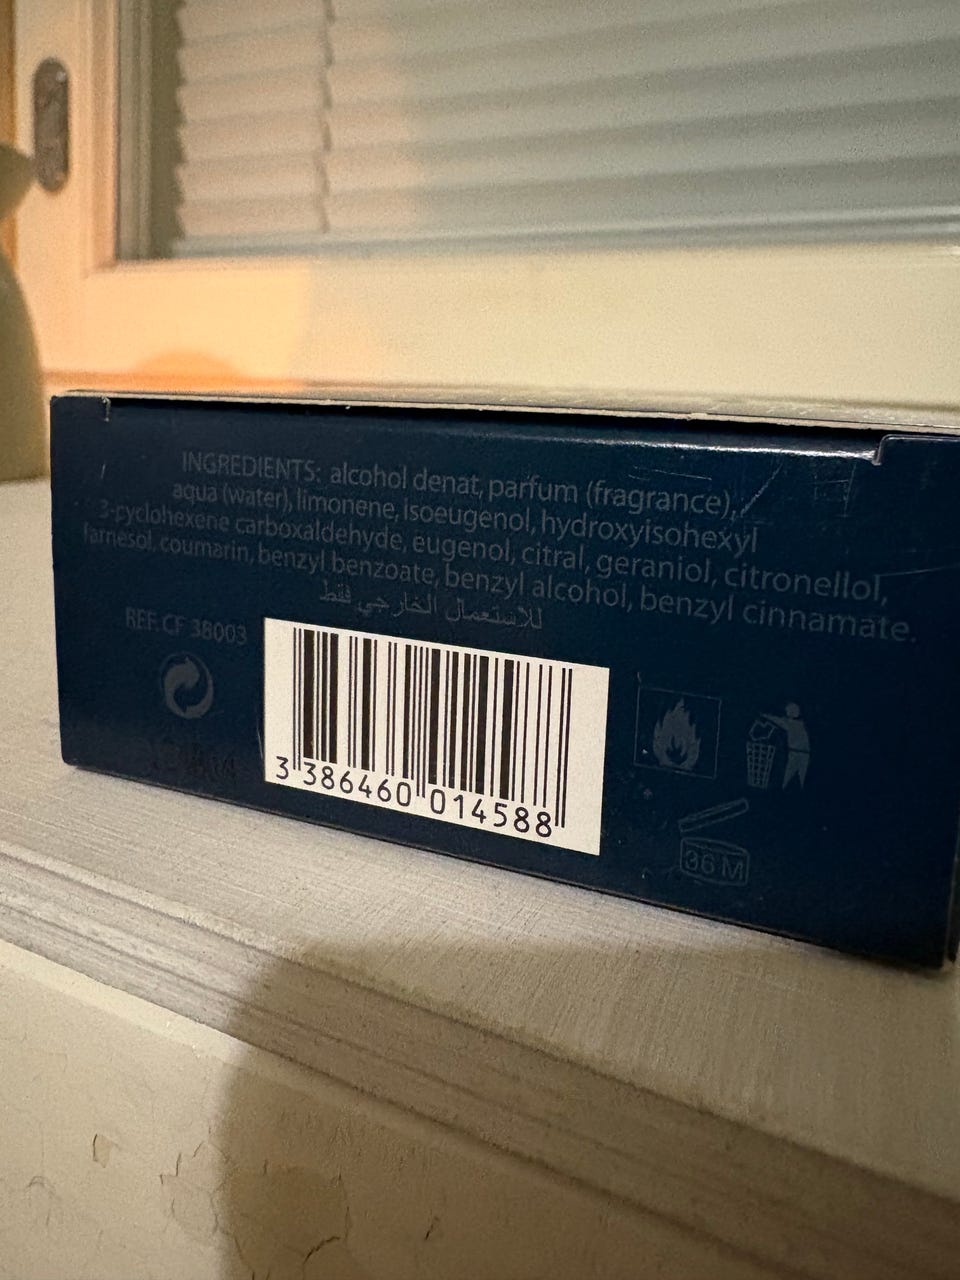 INGREDIENTS: alcohol denat, parfum (fragrance),
aqua (water), limonene, isoeugenol, hydroxyisohexyl
3-pyclohexene carboxaldehyde, eugenol, citral, geraniol, citronellol,
farnesol, coumarin, benzyl benzoate, benzyl alcohol, benzyl cinnamate.
للاستعمال الخارجي فقط
REF. CF 38003
3 386460 014588
36 M